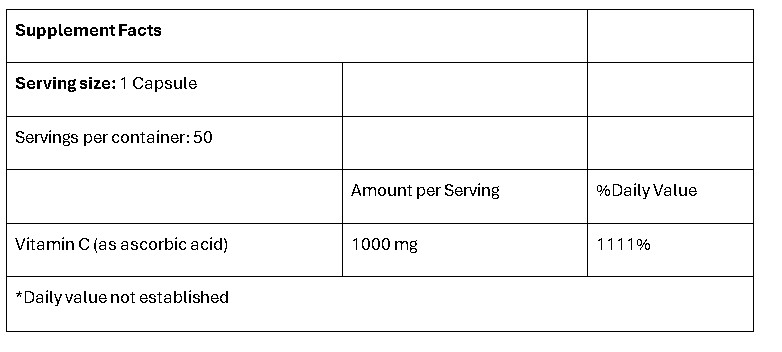 Supplement Facts
Serving size: 1 Capsule
Servings per container: 50
Amount per Serving %Daily Value
Vitamin C (as ascorbic acid) 1000 mg 1111%
*Daily value not established